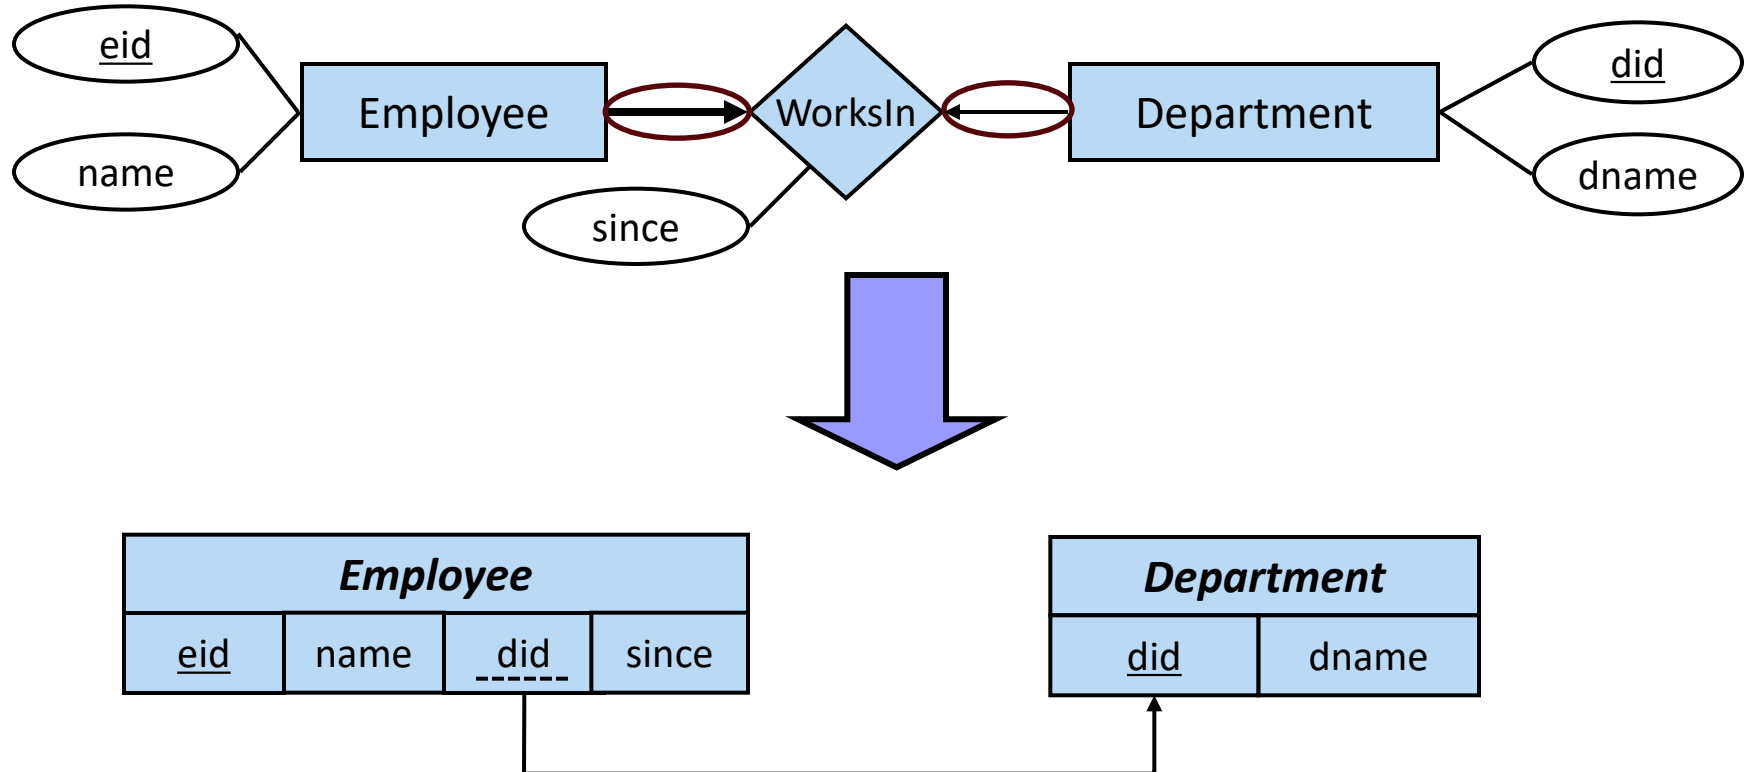 eid
name
Employee
WorksIn
since
Department
did
dname
Employee
eid name did since
Department
did dname